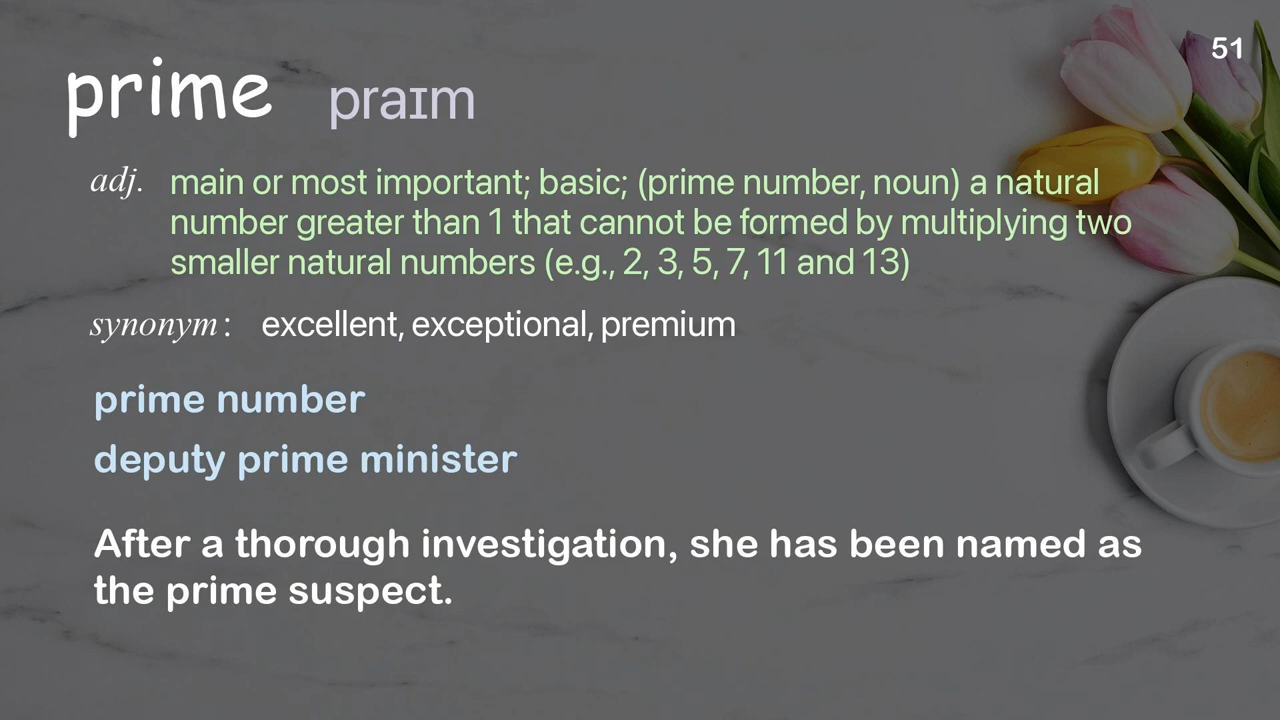 51
prime praɪm
adj. main or most important; basic; (prime number, noun) a natural
number greater than 1 that cannot be formed by multiplying two
smaller natural numbers (e.g., 2, 3, 5, 7, 11 and 13)
synonym: excellent, exceptional, premium
prime number
deputy prime minister
After a thorough investigation, she has been named as
the prime suspect.